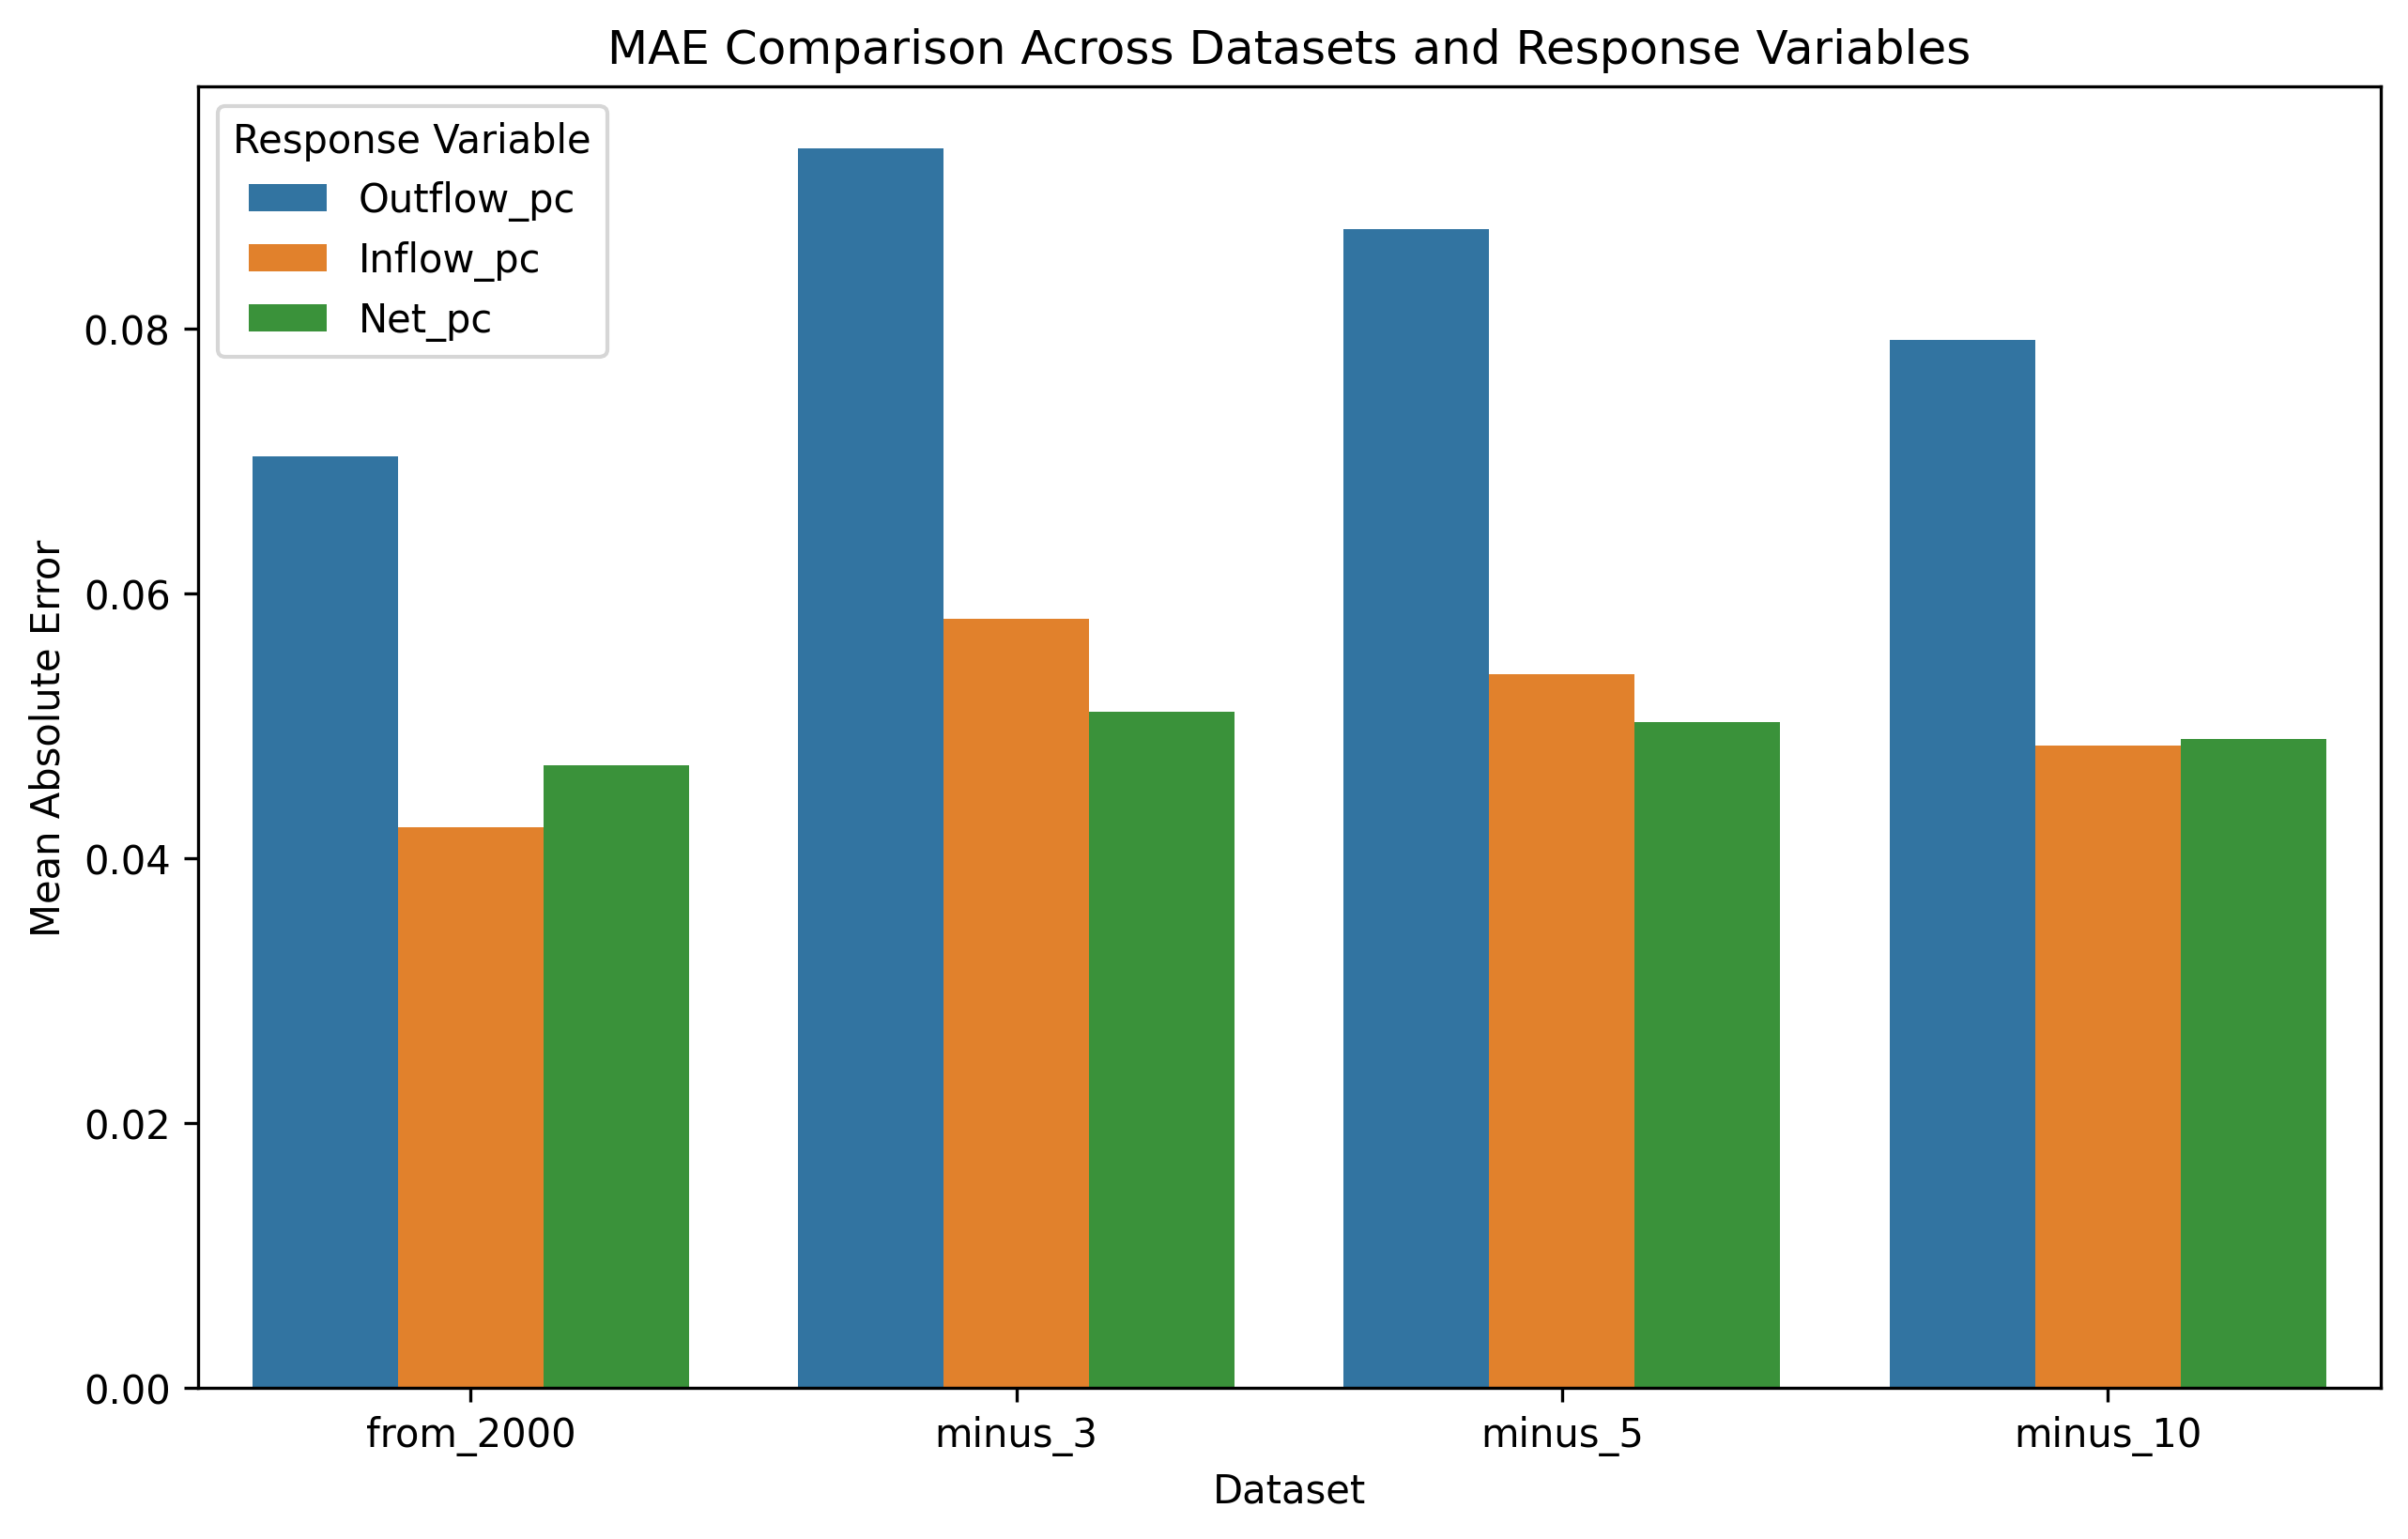 MAE Comparison Across Datasets and Response Variables
Response Variable
Outflow_pc
Inflow_pc
Net_pc
Mean Absolute Error
0.08
0.06
0.04
0.02
0.00
from_2000
minus_3
minus_5
minus_10
Dataset